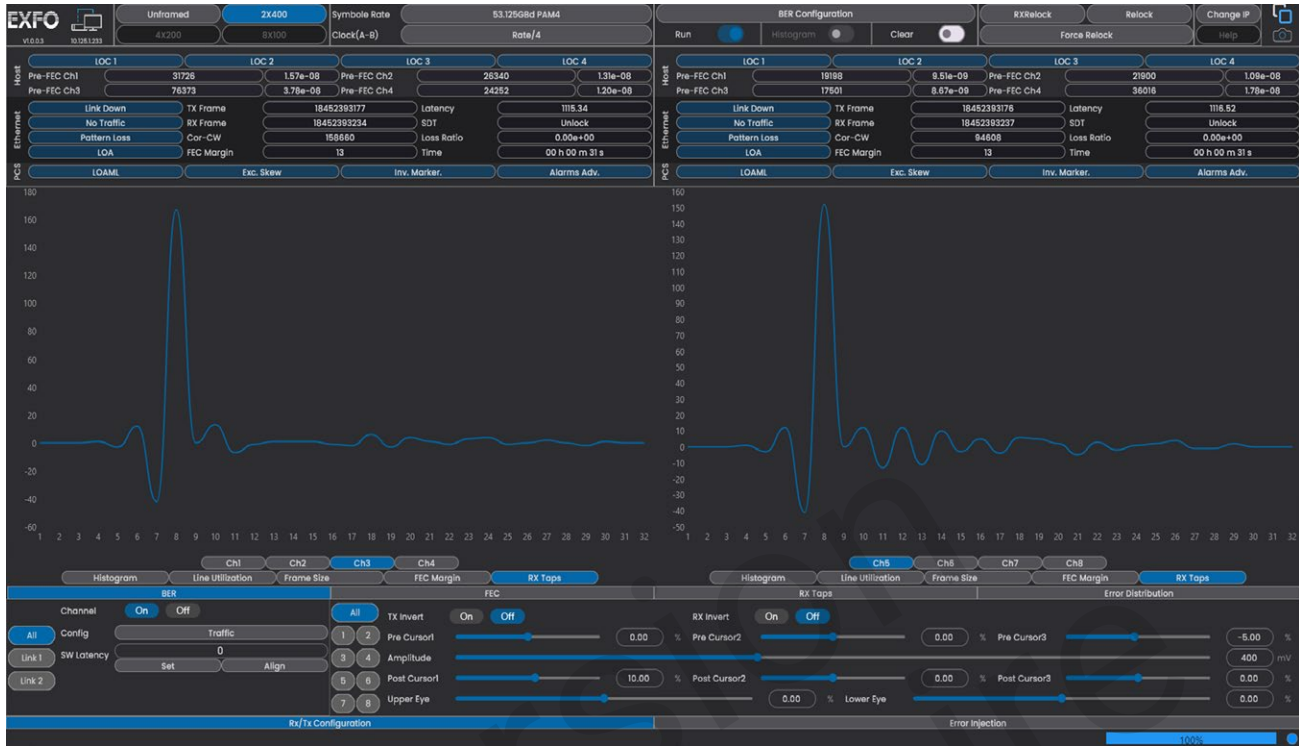 EXFO Unframed 2X400 Symbole Rate 53.125GBd PAM4 BER Configuration RXRelock Relock Change IP
V1.0.0.3 10.125.1.233 4X200 8X100 Clock(A-B) Rate/4 Run Histogram Clear Force Relock Help
Host
LOC 1 LOC 2 LOC 3 LOC 4
Pre-FEC Ch1 31726 1.57e-08 Pre-FEC Ch2 26340 1.31e-08
Pre-FEC Ch3 76373 3.78e-08 Pre-FEC Ch4 24252 1.20e-08
Ethernet
Link Down TX Frame 18452393177 Latency 1115.34
No Traffic RX Frame 18452393234 SDT Unlock
Pattern Loss Cor-CW 158660 Loss Ratio 0.00e+00
LOA FEC Margin 13 Time 00 h 00 m 31 s
PCS
LOAML Exc. Skew Inv. Marker. Alarms Adv.
Host
LOC 1 LOC 2 LOC 3 LOC 4
Pre-FEC Ch1 19198 9.51e-09 Pre-FEC Ch2 21900 1.09e-08
Pre-FEC Ch3 17501 8.67e-09 Pre-FEC Ch4 36016 1.78e-08
Ethernet
Link Down TX Frame 18452393176 Latency 1116.52
No Traffic RX Frame 18452393237 SDT Unlock
Pattern Loss Cor-CW 94608 Loss Ratio 0.00e+00
LOA FEC Margin 13 Time 00 h 00 m 31 s
PCS
LOAML Exc. Skew Inv. Marker. Alarms Adv.
180
160
140
120
100
80
60
40
20
0
-20
-40
-60
1 2 3 4 5 6 7 8 9 10 11 12 13 14 15 16 17 18 19 20 21 22 23 24 25 26 27 28 29 30 31 32
Ch1 Ch2 Ch3 Ch4
Histogram Line Utilization Frame Size FEC Margin RX Taps
160
150
140
130
120
110
100
90
80
70
60
50
40
30
20
10
0
-10
-20
-30
-40
-50
1 2 3 4 5 6 7 8 9 10 11 12 13 14 15 16 17 18 19 20 21 22 23 24 25 26 27 28 29 30 31 32
Ch5 Ch6 Ch7 Ch8
Histogram Line Utilization Frame Size FEC Margin RX Taps
BER FEC RX Taps Error Distribution
All
Link 1
Link 2
Channel On Off
Config Traffic
SW Latency 0
Set Align
All
1 2
3 4
5 6
7 8
TX Invert On Off RX Invert On Off
Pre Cursor1 0.00 % Pre Cursor2 0.00 % Pre Cursor3 -5.00 %
Amplitude 400 mV
Post Cursor1 10.00 % Post Cursor2 0.00 % Post Cursor3 0.00 %
Upper Eye 0.00 % Lower Eye 0.00 %
Rx/Tx Configuration Error Injection
100%